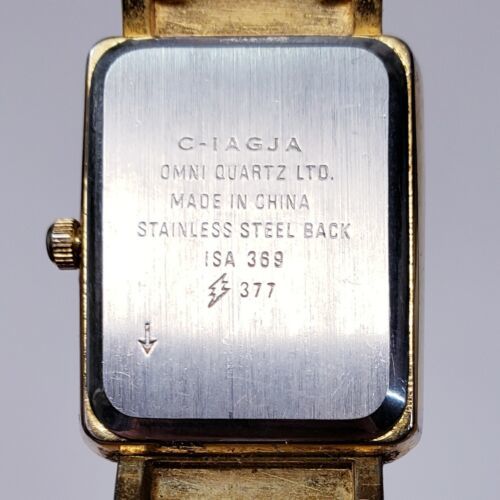 C-IAGJA
OMNI QUARTZ LTD.
MADE IN CHINA
STAINLESS STEEL BACK
ISA 369
377